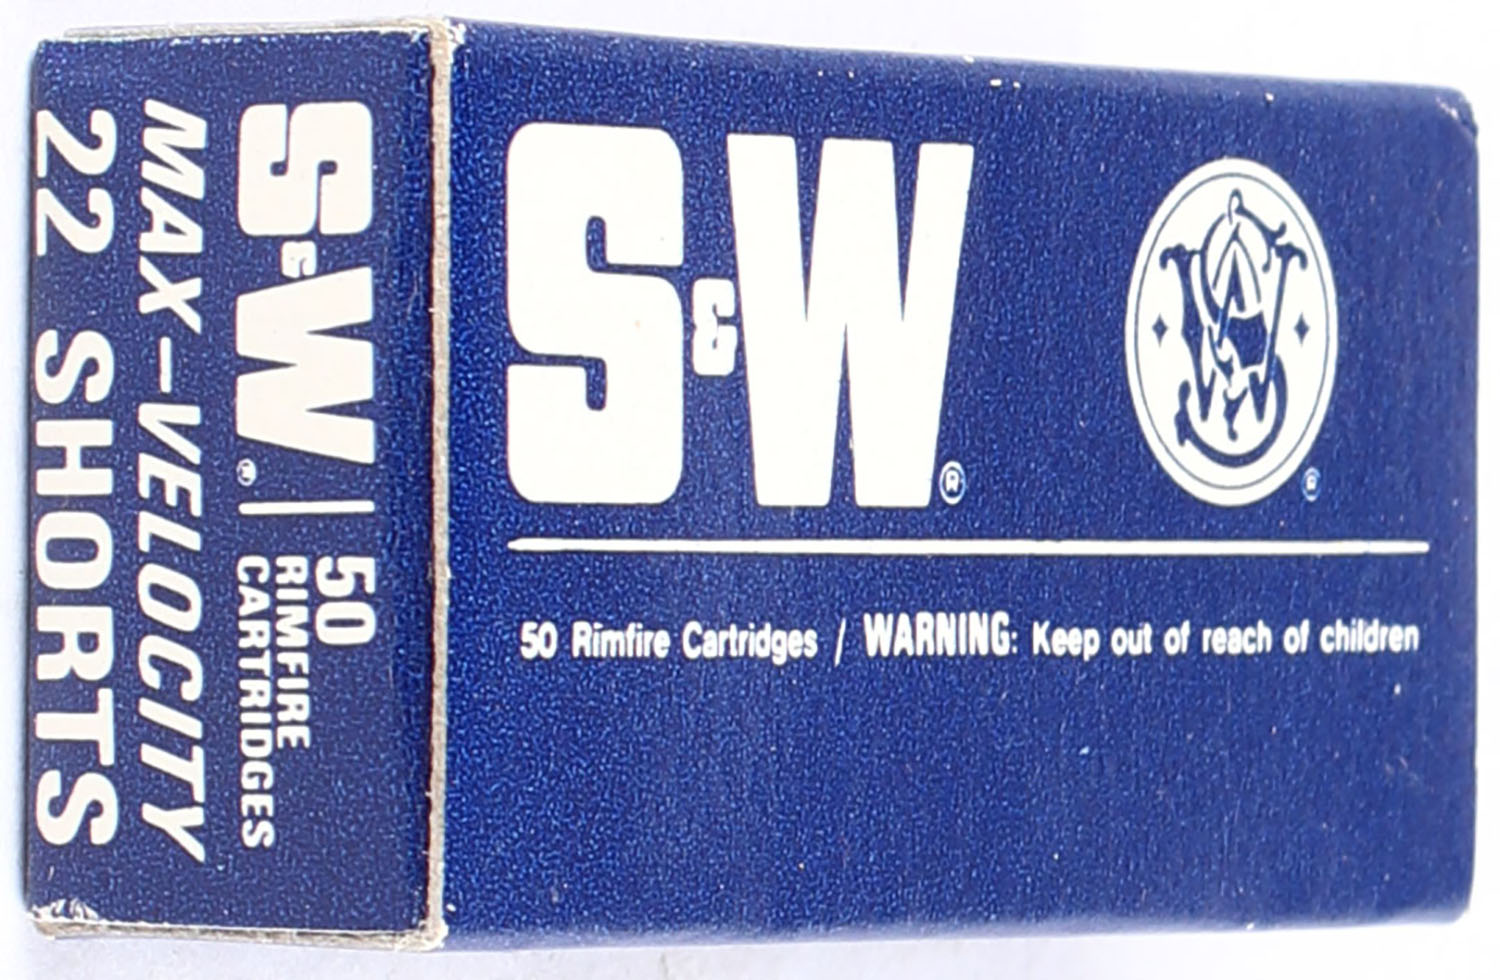 S&W®
®
50 Rimfire Cartridges / WARNING: Keep out of reach of children
S&W®
50
RIMFIRE
CARTRIDGES
MAX-VELOCITY
22 SHORTS